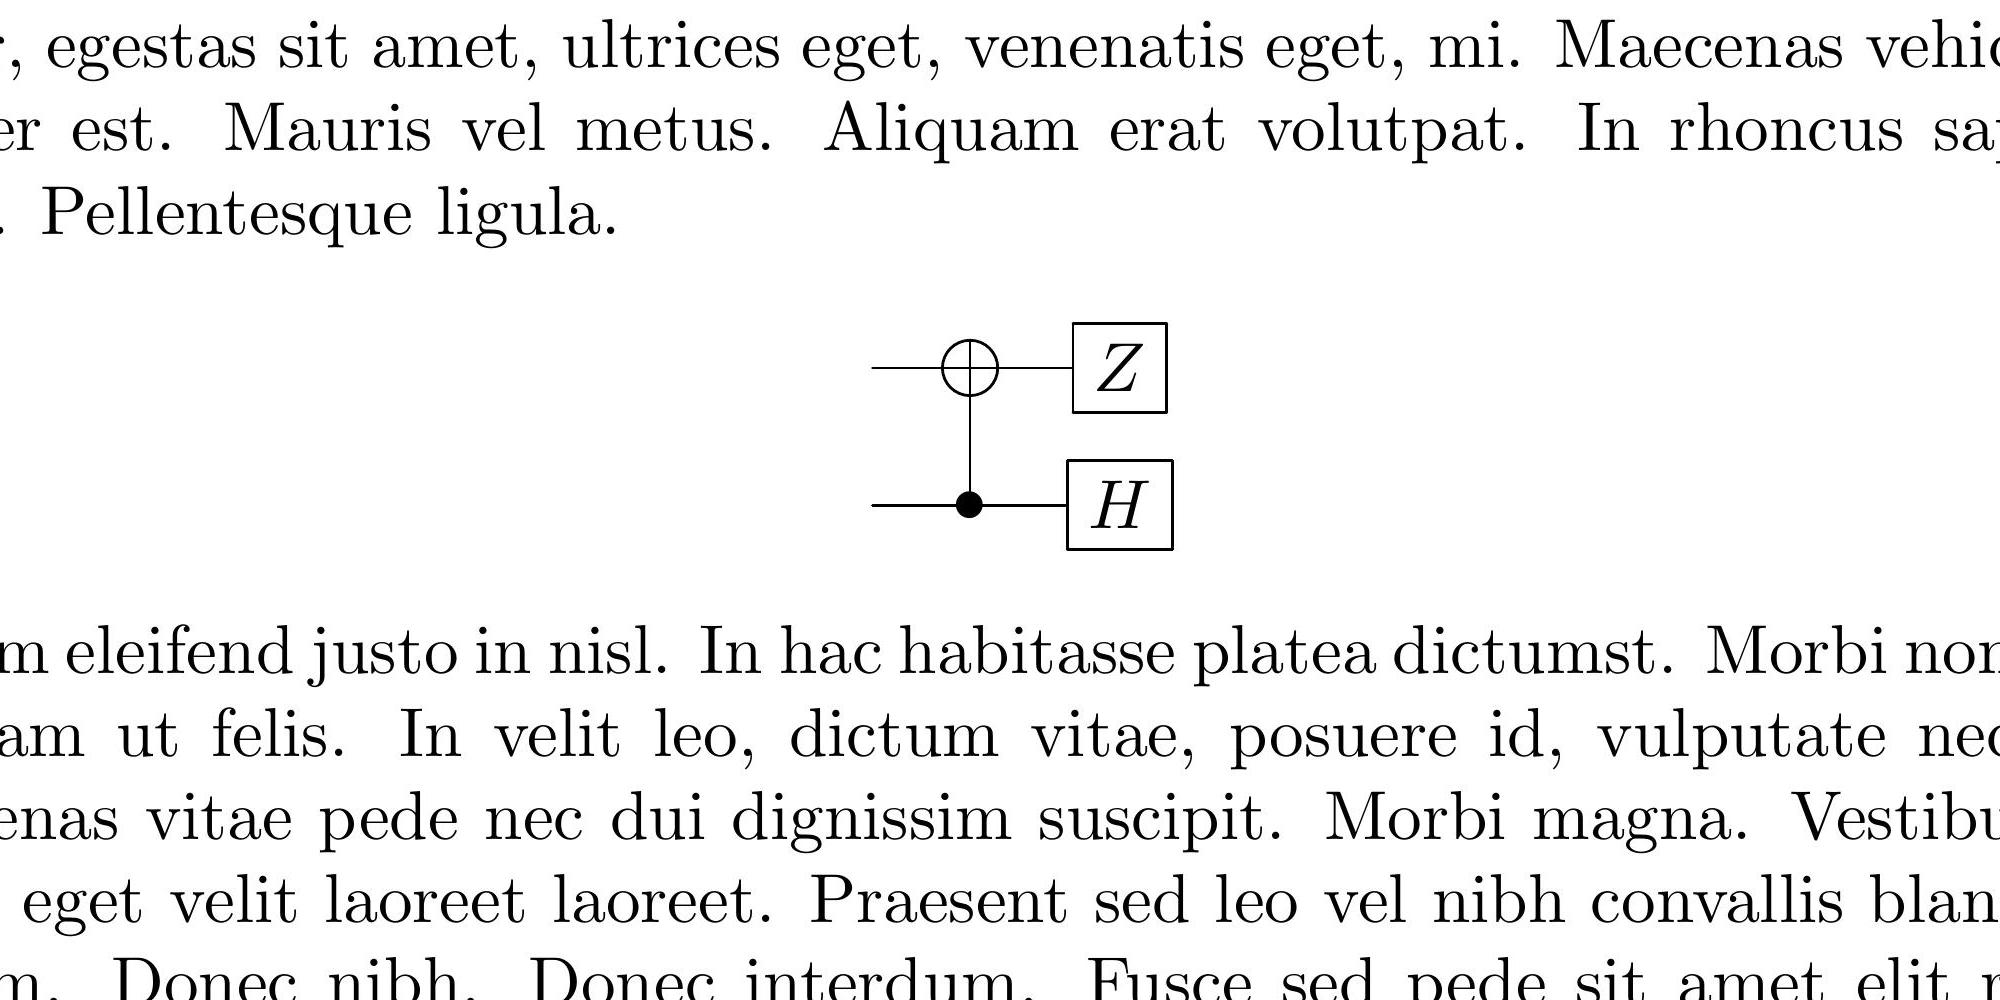 , egestas sit amet, ultrices eget, venenatis eget, mi. Maecenas vehic
er est. Mauris vel metus. Aliquam erat volutpat. In rhoncus sa
. Pellentesque ligula.
Z
H
m eleifend justo in nisl. In hac habitasse platea dictumst. Morbi non
am ut felis. In velit leo, dictum vitae, posuere id, vulputate nec
enas vitae pede nec dui dignissim suscipit. Morbi magna. Vestibu
eget velit laoreet laoreet. Praesent sed leo vel nibh convallis blan
m. Donec nibh. Donec interdum. Fusce sed pede sit amet elit